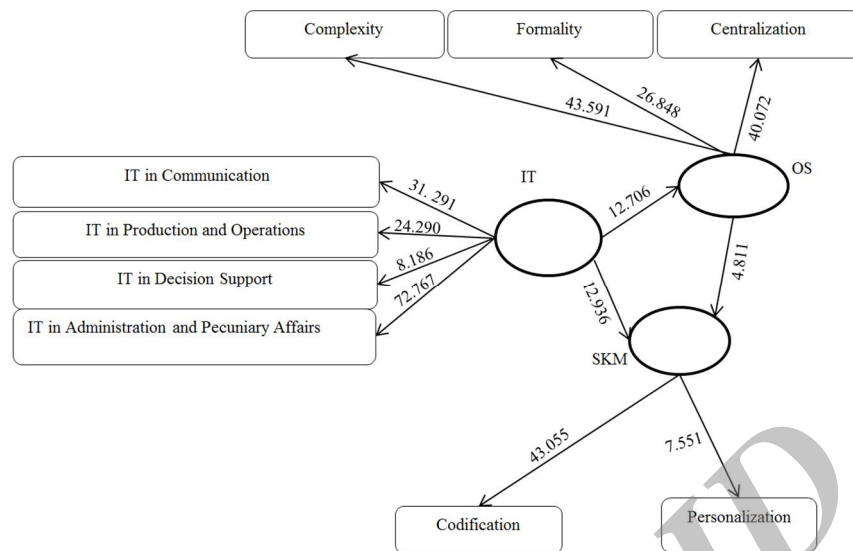 Complexity
Formality
Centralization
43.591
26.848
40.072
OS
IT
IT in Communication
31. 291
12.706
IT in Production and Operations
24.290
IT in Decision Support
8.186
4.811
72.767
12.936
IT in Administration and Pecuniary Affairs
SKM
43.055
7.551
Codification
Personalization